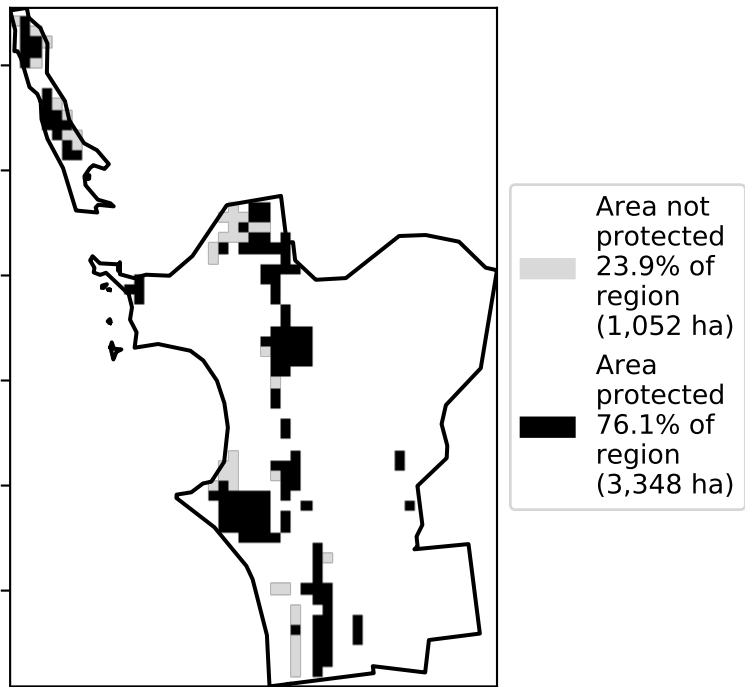 Area not
protected
23.9% of
region
(1,052 ha)
Area
protected
76.1% of
region
(3,348 ha)